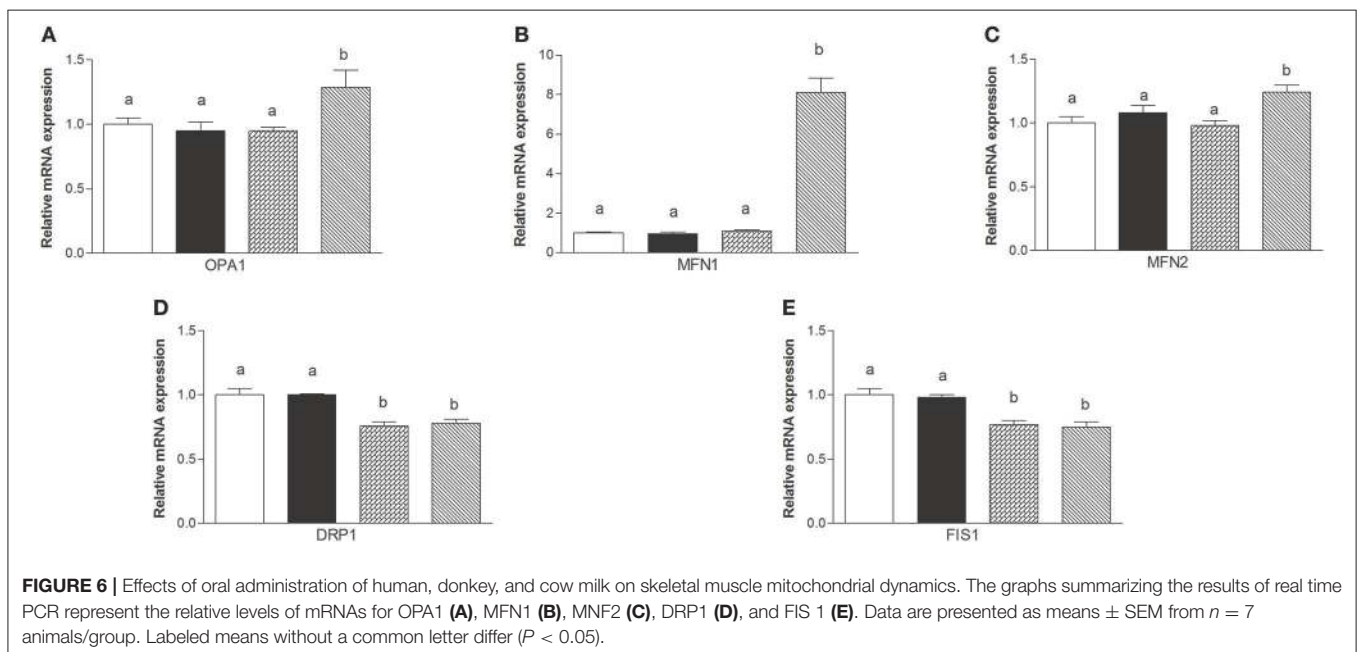 A
Relative mRNA expression
1.5
1.0
0.5
0.0
a
a
a
b
OPA1
B
Relative mRNA expression
10
8
6
4
2
0
a
a
a
b
MFN1
C
Relative mRNA expression
1.5
1.0
0.5
0.0
a
a
a
b
MFN2
D
Relative mRNA expression
1.5
1.0
0.5
0.0
a
a
b
b
DRP1
E
Relative mRNA expression
1.5
1.0
0.5
0.0
a
a
b
b
FIS1
FIGURE 6 | Effects of oral administration of human, donkey, and cow milk on skeletal muscle mitochondrial dynamics. The graphs summarizing the results of real time
PCR represent the relative levels of mRNAs for OPA1 (A), MFN1 (B), MNF2 (C), DRP1 (D), and FIS 1 (E). Data are presented as means ± SEM from n = 7
animals/group. Labeled means without a common letter differ (P < 0.05).